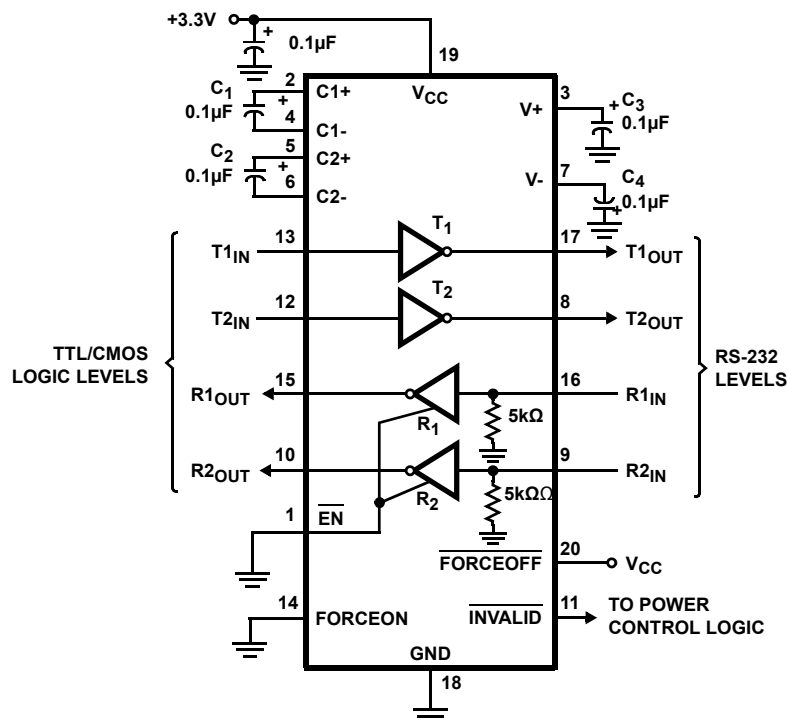 +3.3V
+
0.1µF
19
2
C1+
VCC
3
C1
+
0.1µF
4
C1-
V+
+
C3
0.1µF
5
C2+
C2
+
0.1µF
6
C2-
7
V-
C4
0.1µF
+
T1
T1IN
13
17
T1OUT
T2
T2IN
12
8
T2OUT
TTL/CMOS
LOGIC LEVELS
RS-232
LEVELS
R1OUT
15
16
R1IN
R1
5kΩ
R2OUT
10
9
R2IN
R2
5kΩΩ
1
EN
FORCEOFF
20
VCC
14
FORCEON
INVALID
11
TO POWER
CONTROL LOGIC
GND
18